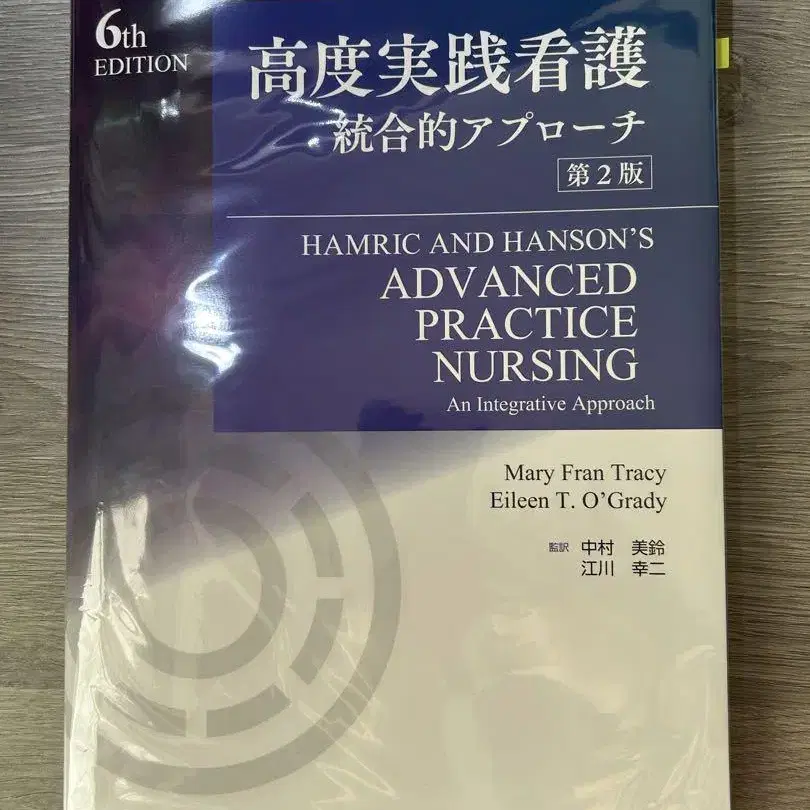 6th
EDITION
高度実践看護
統合的アプローチ
第2版
HAMRIC AND HANSON'S
ADVANCED
PRACTICE
NURSING
An Integrative Approach
Mary Fran Tracy
Eileen T. O'Grady
監訳 中村 美鈴
江川 幸二